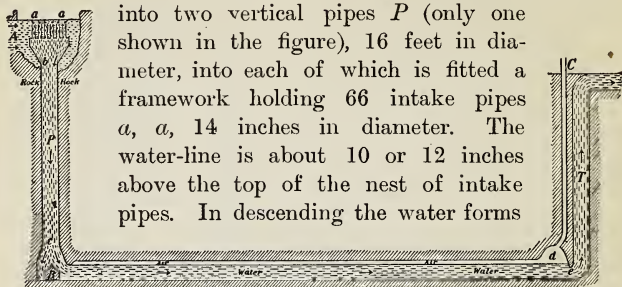 into two vertical pipes P (only one
shown in the figure), 16 feet in dia-
meter, into each of which is fitted a
framework holding 66 intake pipes
a, a, 14 inches in diameter. The
water-line is about 10 or 12 inches
above the top of the nest of intake
pipes. In descending the water forms
a a
A
b
Rock Rock
P
B
Air Air
Water Water
C
T
d
e